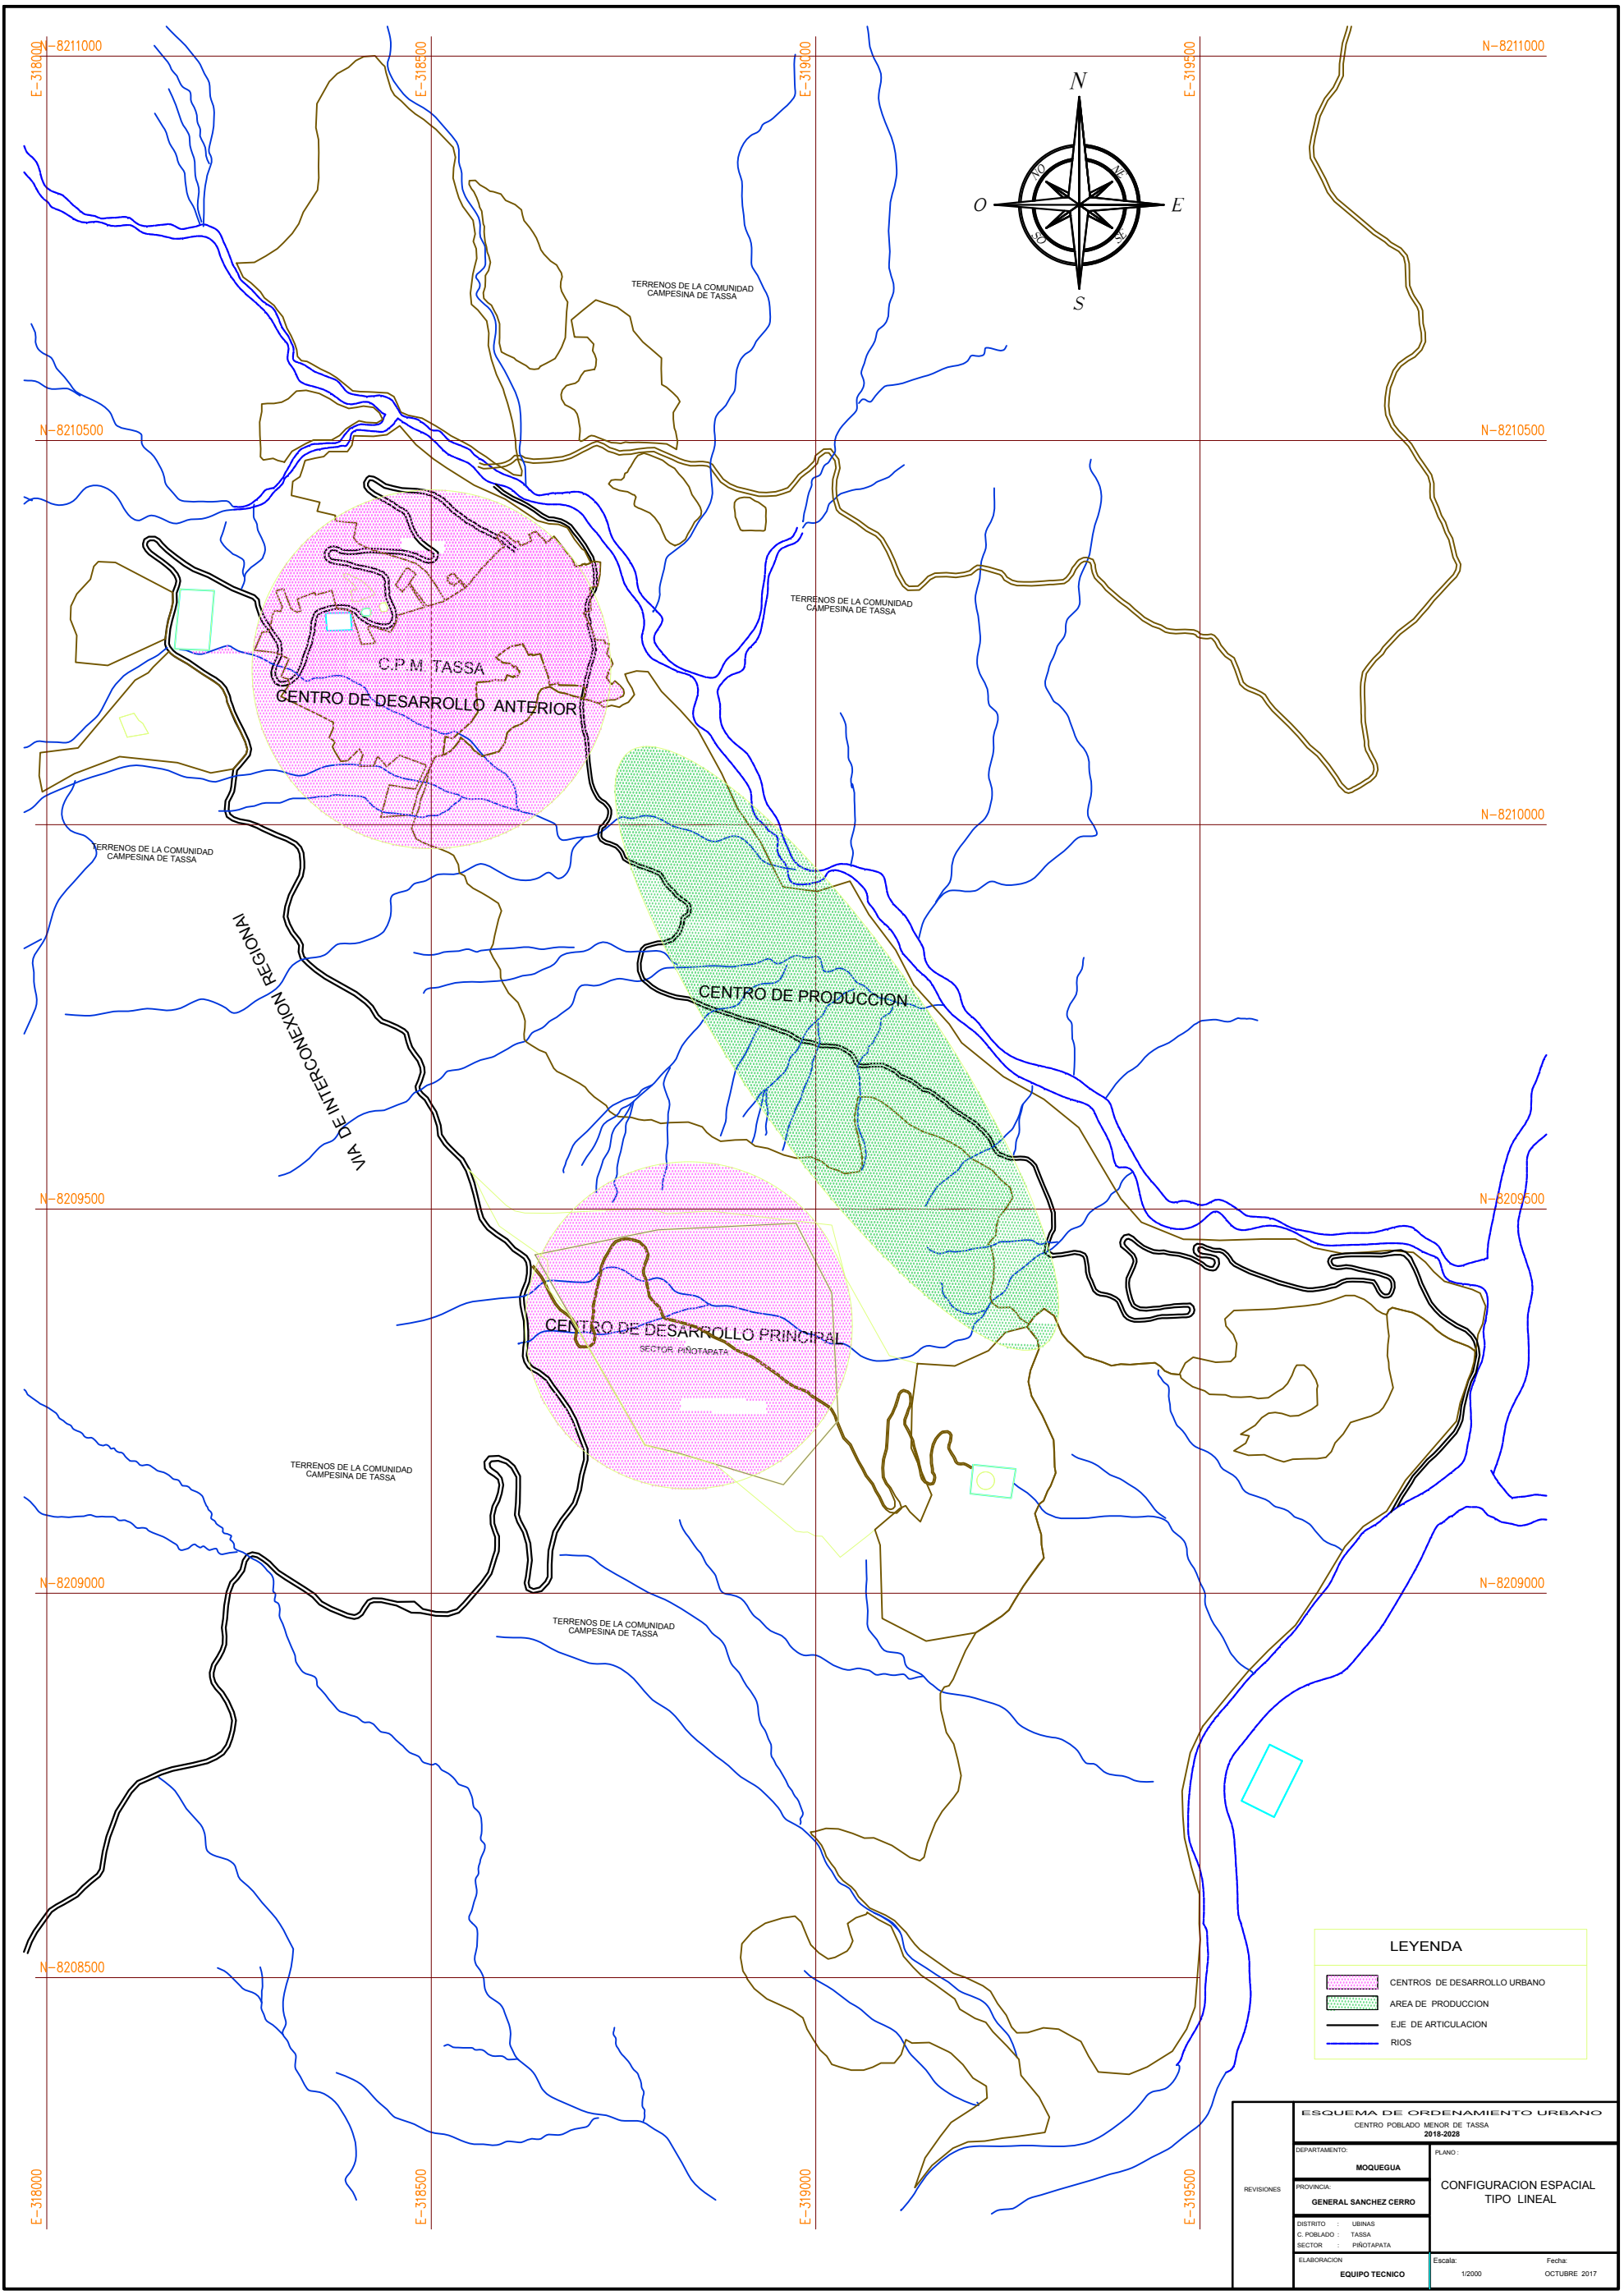 E-318000
N-8211000
E-318500
E-319000
E-319500
N-8211000
N
NO
NE
O
E
SO
SE
S
TERRENOS DE LA COMUNIDAD
CAMPESINA DE TASSA
N-8210500
N-8210500
TERRENOS DE LA COMUNIDAD
CAMPESINA DE TASSA
C.P.M. TASSA
CENTRO DE DESARROLLO ANTERIOR
N-8210000
TERRENOS DE LA COMUNIDAD
CAMPESINA DE TASSA
VIA DE INTERCONEXION REGIONAL
CENTRO DE PRODUCCION
N-8209500
N-8209500
CENTRO DE DESARROLLO PRINCIPAL
SECTOR PIÑOTAPATA
TERRENOS DE LA COMUNIDAD
CAMPESINA DE TASSA
N-8209000
N-8209000
TERRENOS DE LA COMUNIDAD
CAMPESINA DE TASSA
N-8208500
LEYENDA
CENTROS DE DESARROLLO URBANO
AREA DE PRODUCCION
EJE DE ARTICULACION
RIOS
E-318000
E-318500
E-319000
E-319500
REVISIONES
ESQUEMA DE ORDENAMIENTO URBANO
CENTRO POBLADO MENOR DE TASSA
2018-2028
DEPARTAMENTO:
MOQUEGUA
PROVINCIA:
GENERAL SANCHEZ CERRO
DISTRITO : UBINAS
C. POBLADO : TASSA
SECTOR : PIÑOTAPATA
ELABORACION
EQUIPO TECNICO
PLANO :
CONFIGURACION ESPACIAL
TIPO LINEAL
Escala:
1/2000
Fecha:
OCTUBRE 2017